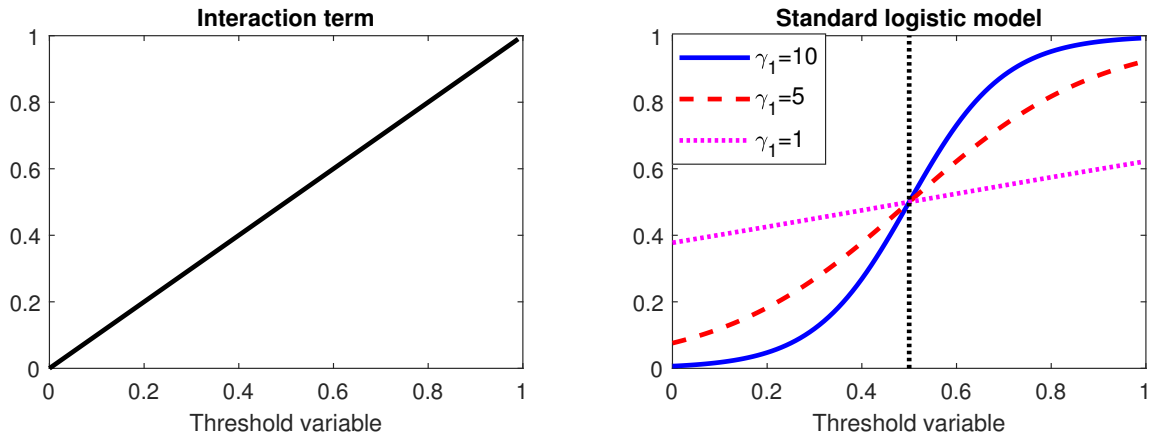 Interaction term
1
0.8
0.6
0.4
0.2
0
0 0.2 0.4 0.6 0.8 1
Threshold variable
Standard logistic model
1
0.8
0.6
0.4
0.2
0
γ₁=10
γ₁=5
γ₁=1
0 0.2 0.4 0.6 0.8 1
Threshold variable